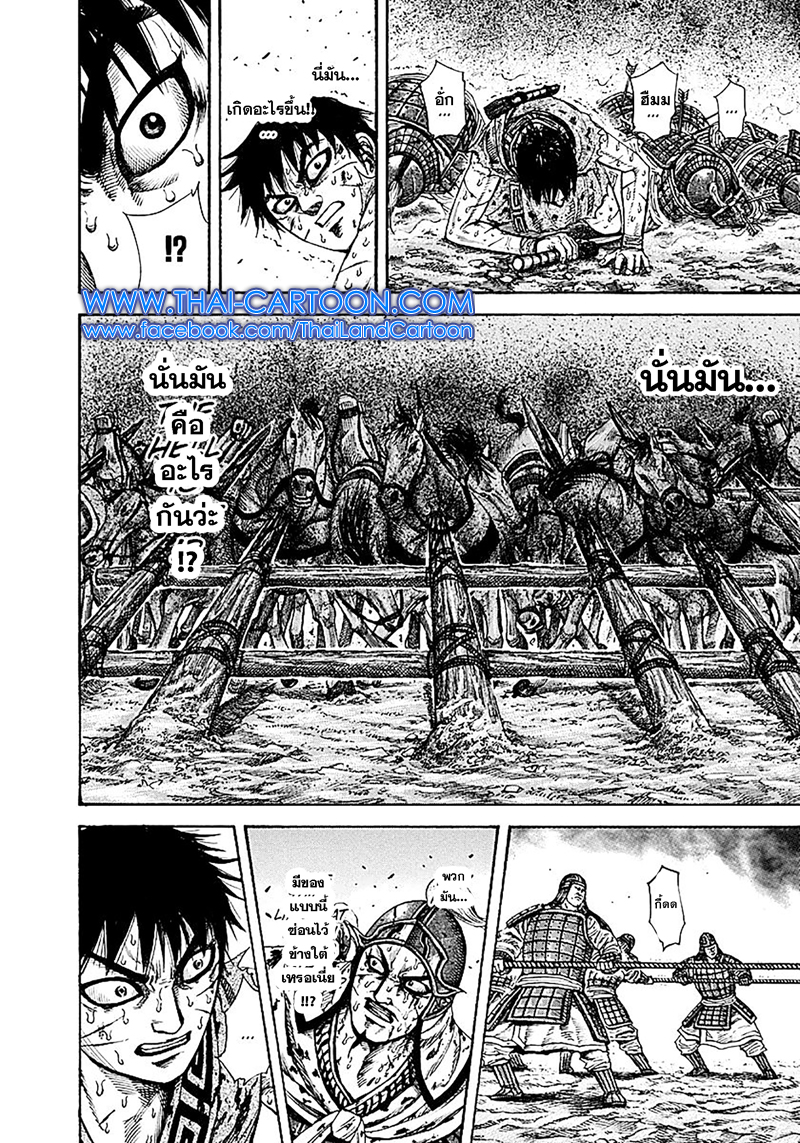 ...
ฮืมม
...
อั่ก
...
นี่มัน...
เกิดอะไรขึ้น!!
...
!?
WWW.THAI-CARTOON.COM
www.facebook.com/ThaiLandCartoon
นั่นมัน...
นั่นมัน
คือ
อะไร
กันว่ะ
!?
กี้ดด
พวก
มัน...
มีของ
แบบนี้
ซ่อนไว้
ข้างใต้
เทรอเนี่ย
!!?
...